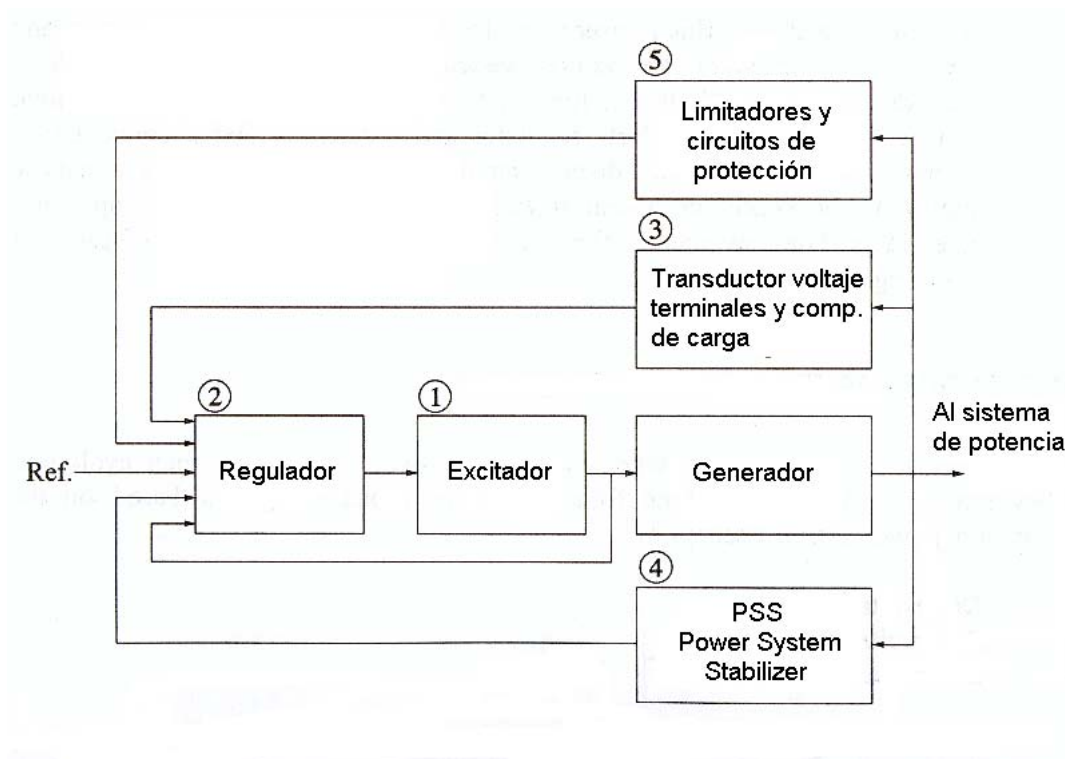 ⑤
Limitadores y
circuitos de
protección
③
Transductor voltaje
terminales y comp.
de carga
②
①
Al sistema
de potencia
Ref.
Regulador
Excitador
Generador
④
PSS
Power System
Stabilizer